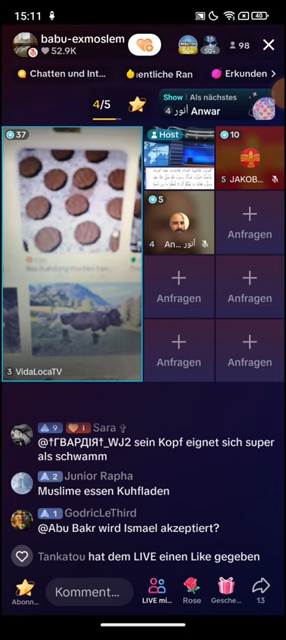 15:11
40
babu-exmoslem
52.9K
98
Chatten und Int...
entliche Ran
Erkunden
4/5
Show | Als nächstes
4 أنور Anwar
37
Host
10
5 JAKOB...
5
4 An...أنور
Anfragen
Anfragen
Anfragen
Anfragen
Anfragen
Anfragen
3 VidaLocaTV
9 1 Sara ✞
@†ГВАРДІЯ†_WJ2 sein Kopf eignet sich super
als schwamm
2 Junior Rapha
Muslime essen Kuhfladen
1 GodricLeThird
@Abu Bakr wird Ismael akzeptiert?
Tankatou hat dem LIVE einen Like gegeben
Abonn...
Komment...
LIVE mi...
Rose
Gesche...
13